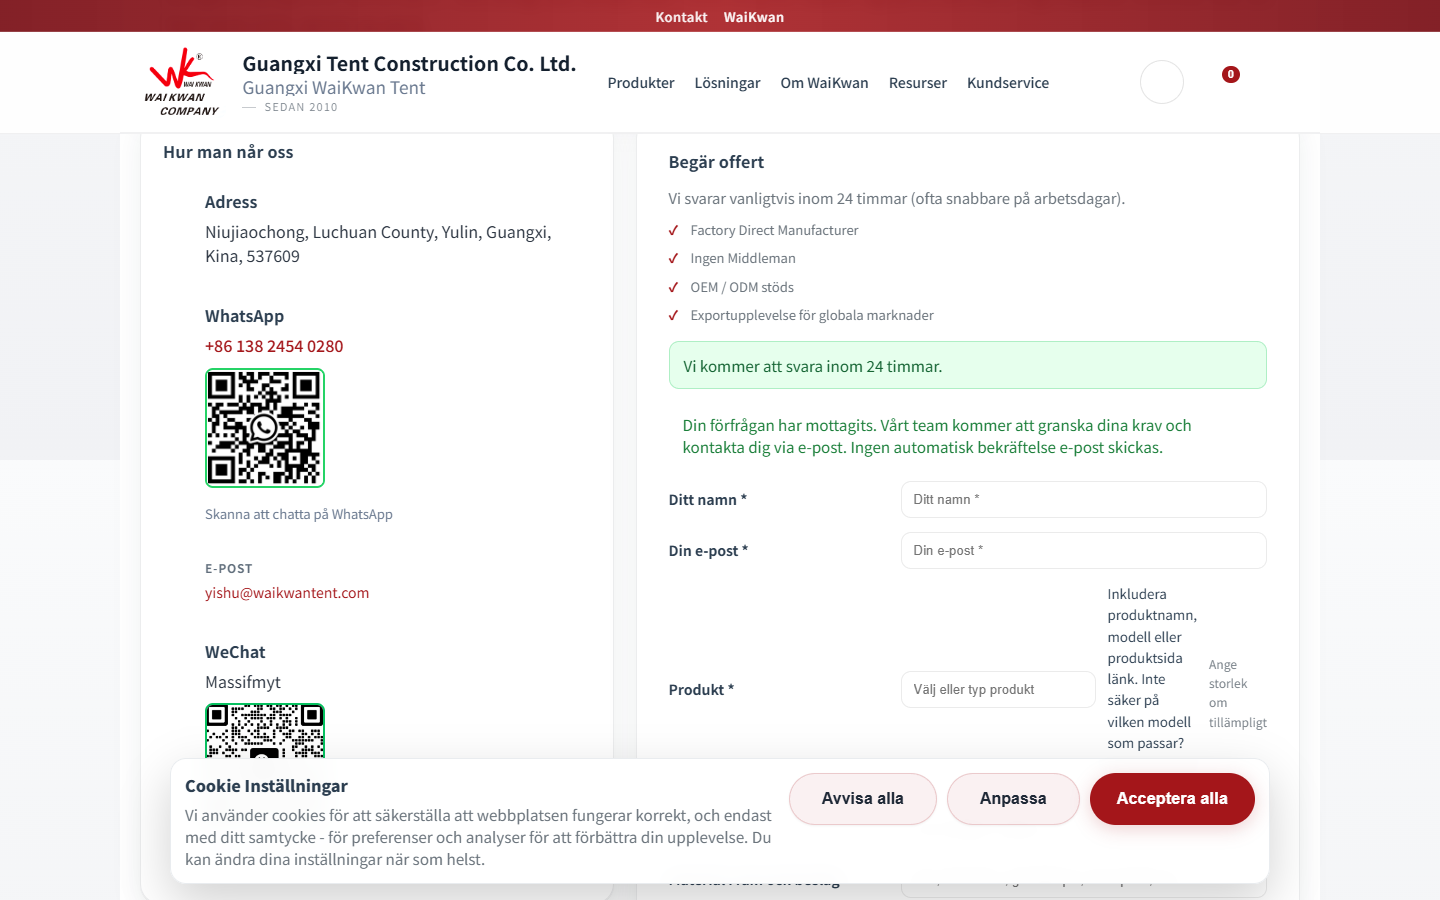 Kontakt WaiKwan
WAI KWAN
WAI KWAN
COMPANY
Guangxi Tent Construction Co. Ltd.
Guangxi WaiKwan Tent
SEDAN 2010
Produkter Lösningar Om WaiKwan Resurser Kundservice
0
Hur man når oss
Adress
Niujiaochong, Luchuan County, Yulin, Guangxi,
Kina, 537609
WhatsApp
+86 138 2454 0280
Skanna att chatta på WhatsApp
E-POST
yishu@waikwantent.com
WeChat
Massifmyt
Begär offert
Vi svarar vanligtvis inom 24 timmar (ofta snabbare på arbetsdagar).
✓ Factory Direct Manufacturer
✓ Ingen Middleman
✓ OEM / ODM stöds
✓ Exportupplevelse för globala marknader
Vi kommer att svara inom 24 timmar.
Din förfrågan har mottagits. Vårt team kommer att granska dina krav och
kontakta dig via e-post. Ingen automatisk bekräftelse e-post skickas.
Ditt namn * Ditt namn *
Din e-post * Din e-post *
Produkt * Välj eller typ produkt
Inkludera
produktnamn,
modell eller
produktsida
länk. Inte
säker på
vilken modell
som passar?
Ange
storlek
om
tillämpligt
Cookie Inställningar
Vi använder cookies för att säkerställa att webbplatsen fungerar korrekt, och endast
med ditt samtycke - för preferenser och analyser för att förbättra din upplevelse. Du
kan ändra dina inställningar när som helst.
Avvisa alla Anpassa Acceptera alla